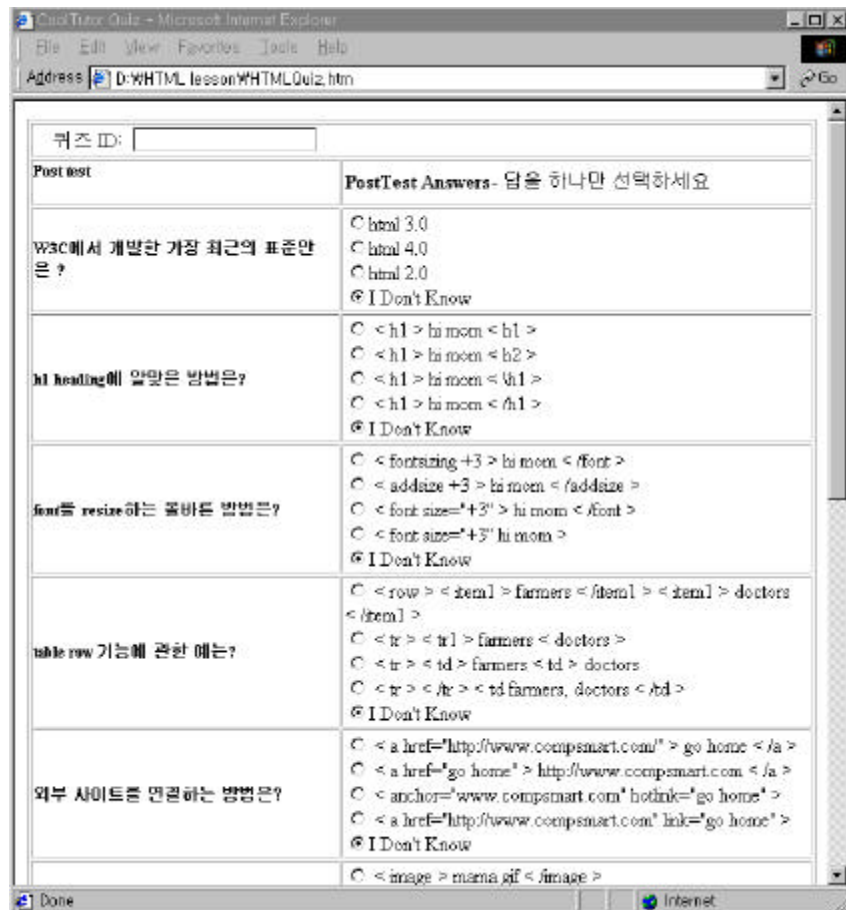 CoolTutor Quiz - Microsoft Internet Explorer
File Edit View Favorites Tools Help
Address D:₩HTML lesson₩HTMLQuiz.htm Go
퀴즈 ID:
Post test
PostTest Answers- 답을 하나만 선택하세요
W3C에서 개발한 가장 최근의 표준안
은 ?
html 3.0
html 4.0
html 2.0
I Don't Know
h1 heading에 알맞은 방법은?
< h1 > hi mom < h1 >
< h1 > hi mom < h2 >
< h1 > hi mom < \h1 >
< h1 > hi mom < /h1 >
I Don't Know
font를 resize하는 올바른 방법은?
< fontsizing +3 > hi mom < /font >
< addsize +3 > hi mom < /addsize >
< font size="+3" > hi mom < /font >
< font size="+3" hi mom >
I Don't Know
table row 기능에 관한 예는?
< row > < item1 > farmers < /item1 > < item1 > doctors
< /item1 >
< tr > < tr1 > farmers < doctors >
< tr > < td > farmers < td > doctors
< tr > < /tr > < td farmers, doctors < /td >
I Don't Know
외부 사이트를 연결하는 방법은?
< a href="http://www.compsmart.com/" > go home < /a >
< a href="go home" > http://www.compsmart.com < /a >
< anchor="www.compsmart.com" hotlink="go home" >
< a href="http://www.compsmart.com" link="go home" >
I Don't Know
< image > mama.gif < /image >
Done
Internet